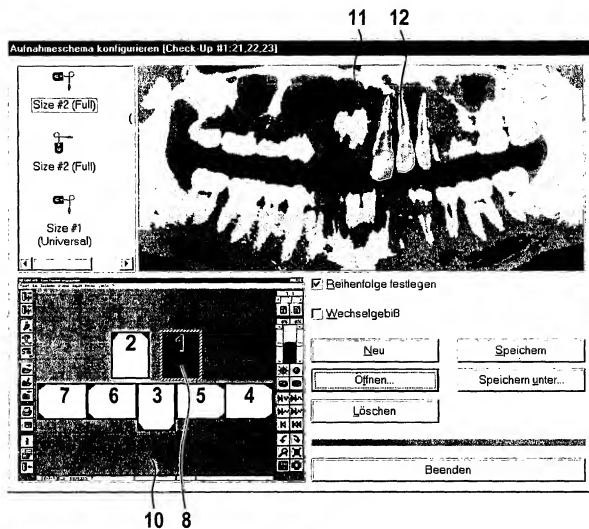 11 12
Aufnahmeschema konfigurieren [Check-Up #1:21,22,23]
Size #2 (Full)
Size #2 (Full)
Size #1
(Universal)
Reihenfolge festlegen
Wechselgebiß
Neu
Speichern
Öffnen...
Speichern unter...
Löschen
Beenden
2 1
7 6 3 5 4
10 8